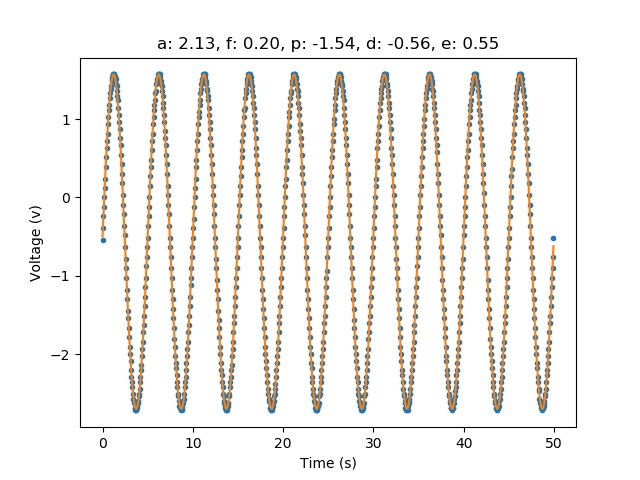 a: 2.13, f: 0.20, p: -1.54, d: -0.56, e: 0.55
1
0
−1
−2
Voltage (v)
0 10 20 30 40 50
Time (s)